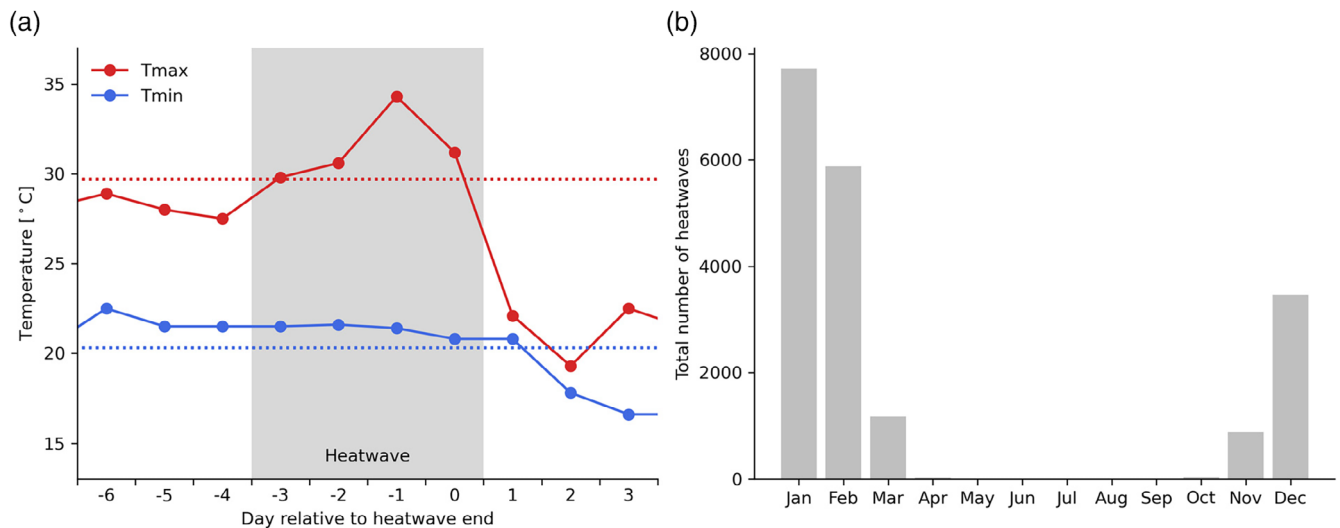 (a)
Tmax
Tmin
35
30
25
20
15
Temperature [°C]
Heatwave
-6 -5 -4 -3 -2 -1 0 1 2 3
Day relative to heatwave end
(b)
8000
6000
4000
2000
0
Total number of heatwaves
Jan Feb Mar Apr May Jun Jul Aug Sep Oct Nov Dec